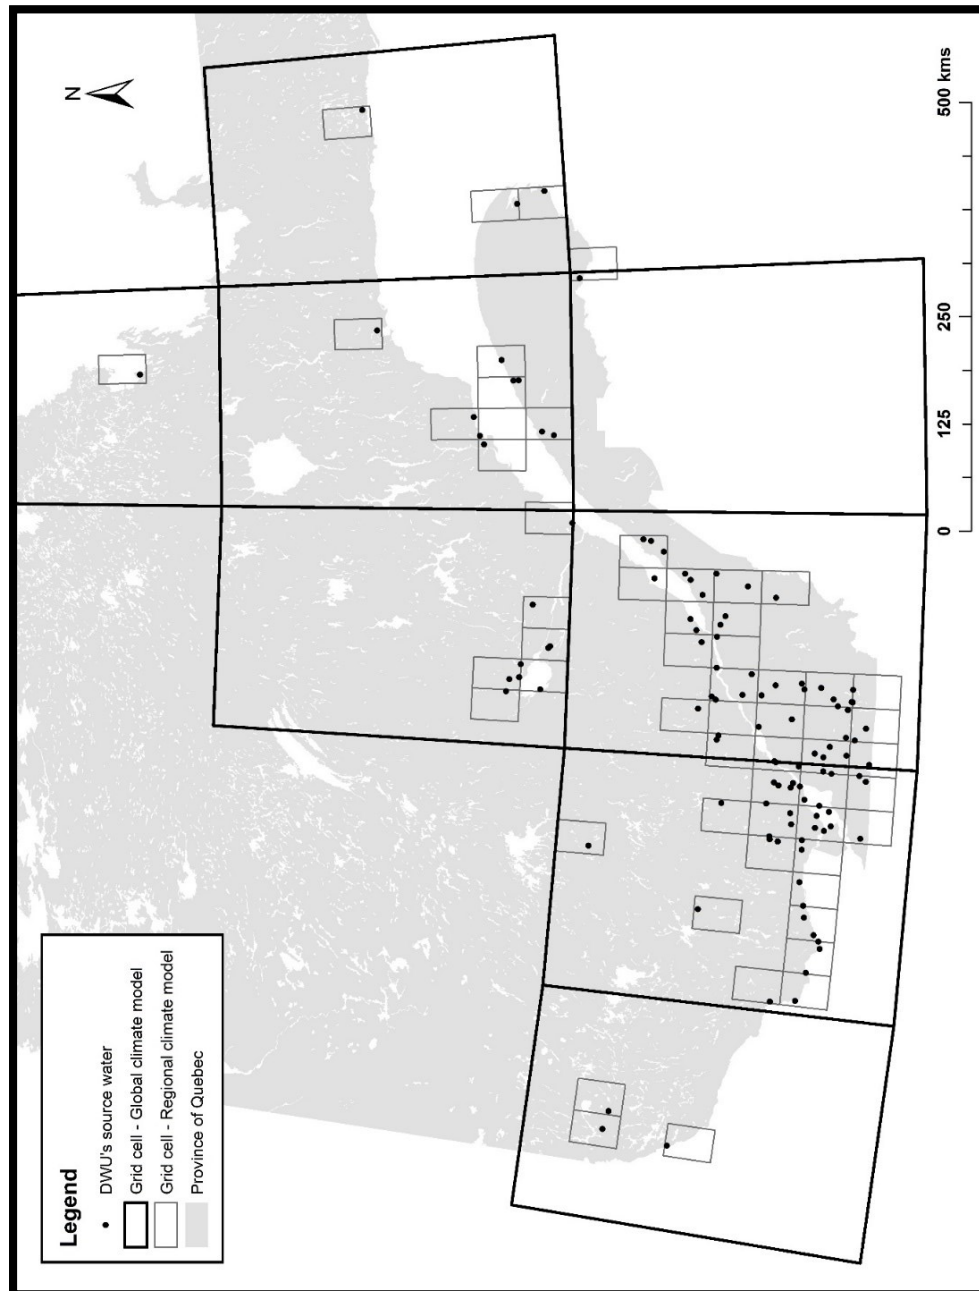 N
Legend
DWU's source water
Grid cell - Global climate model
Grid cell - Regional climate model
Province of Quebec
0 125 250 500 kms